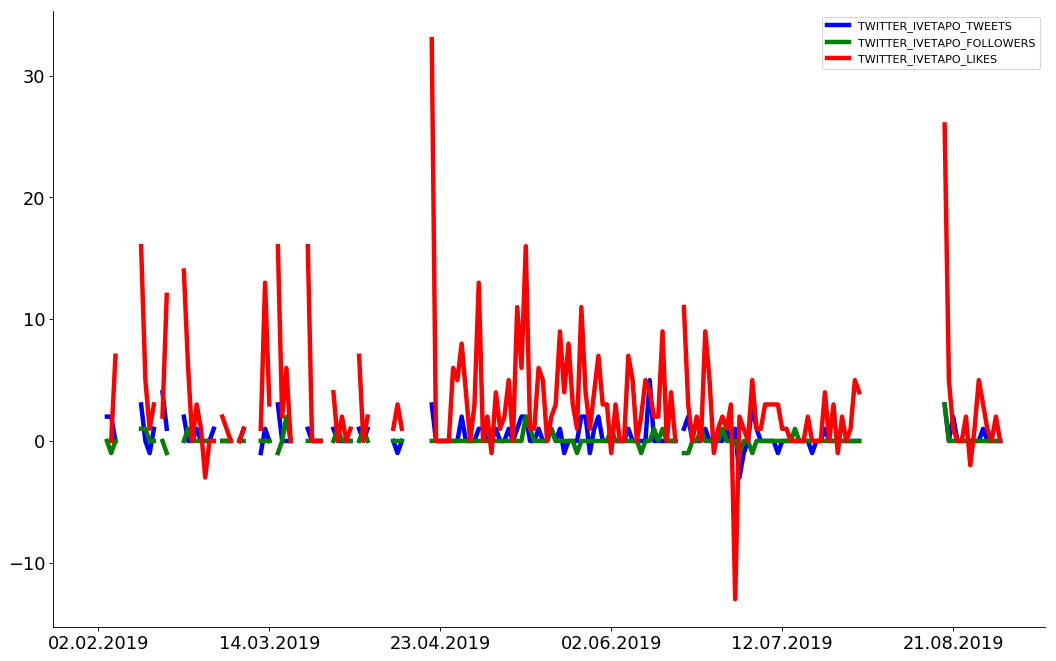 TWITTER_IVETAPO_TWEETS
TWITTER_IVETAPO_FOLLOWERS
TWITTER_IVETAPO_LIKES
30
20
10
0
−10
02.02.2019 14.03.2019 23.04.2019 02.06.2019 12.07.2019 21.08.2019